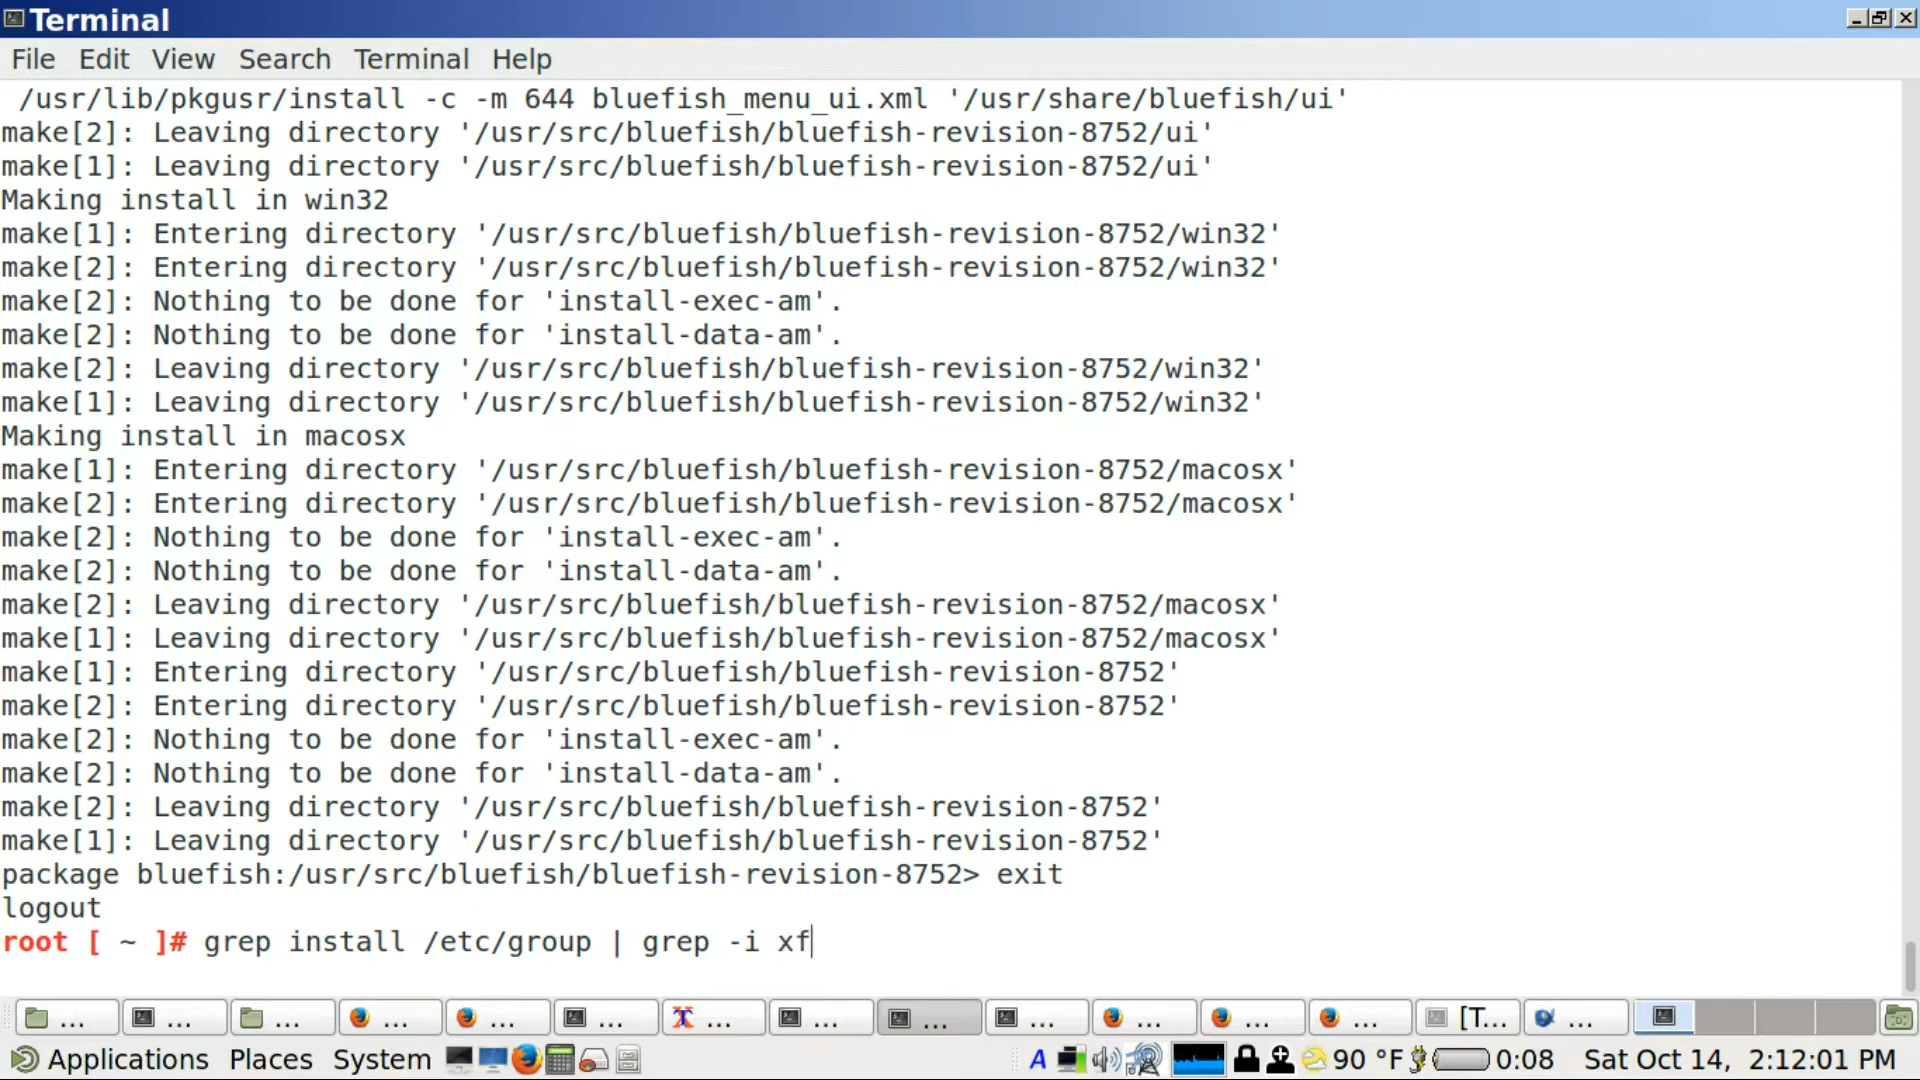 Terminal
File Edit View Search Terminal Help
/usr/lib/pkgusr/install -c -m 644 bluefish_menu_ui.xml '/usr/share/bluefish/ui'
make[2]: Leaving directory '/usr/src/bluefish/bluefish-revision-8752/ui'
make[1]: Leaving directory '/usr/src/bluefish/bluefish-revision-8752/ui'
Making install in win32
make[1]: Entering directory '/usr/src/bluefish/bluefish-revision-8752/win32'
make[2]: Entering directory '/usr/src/bluefish/bluefish-revision-8752/win32'
make[2]: Nothing to be done for 'install-exec-am'.
make[2]: Nothing to be done for 'install-data-am'.
make[2]: Leaving directory '/usr/src/bluefish/bluefish-revision-8752/win32'
make[1]: Leaving directory '/usr/src/bluefish/bluefish-revision-8752/win32'
Making install in macosx
make[1]: Entering directory '/usr/src/bluefish/bluefish-revision-8752/macosx'
make[2]: Entering directory '/usr/src/bluefish/bluefish-revision-8752/macosx'
make[2]: Nothing to be done for 'install-exec-am'.
make[2]: Nothing to be done for 'install-data-am'.
make[2]: Leaving directory '/usr/src/bluefish/bluefish-revision-8752/macosx'
make[1]: Leaving directory '/usr/src/bluefish/bluefish-revision-8752/macosx'
make[1]: Entering directory '/usr/src/bluefish/bluefish-revision-8752'
make[2]: Entering directory '/usr/src/bluefish/bluefish-revision-8752'
make[2]: Nothing to be done for 'install-exec-am'.
make[2]: Nothing to be done for 'install-data-am'.
make[2]: Leaving directory '/usr/src/bluefish/bluefish-revision-8752'
make[1]: Leaving directory '/usr/src/bluefish/bluefish-revision-8752'
package bluefish:/usr/src/bluefish/bluefish-revision-8752> exit
logout
root [ ~ ]# grep install /etc/group | grep -i xf
... ... ... ... ... ... ... ... ... ... ... ... ... [T... ...
Applications Places System A 90 °F 0:08 Sat Oct 14, 2:12:01 PM